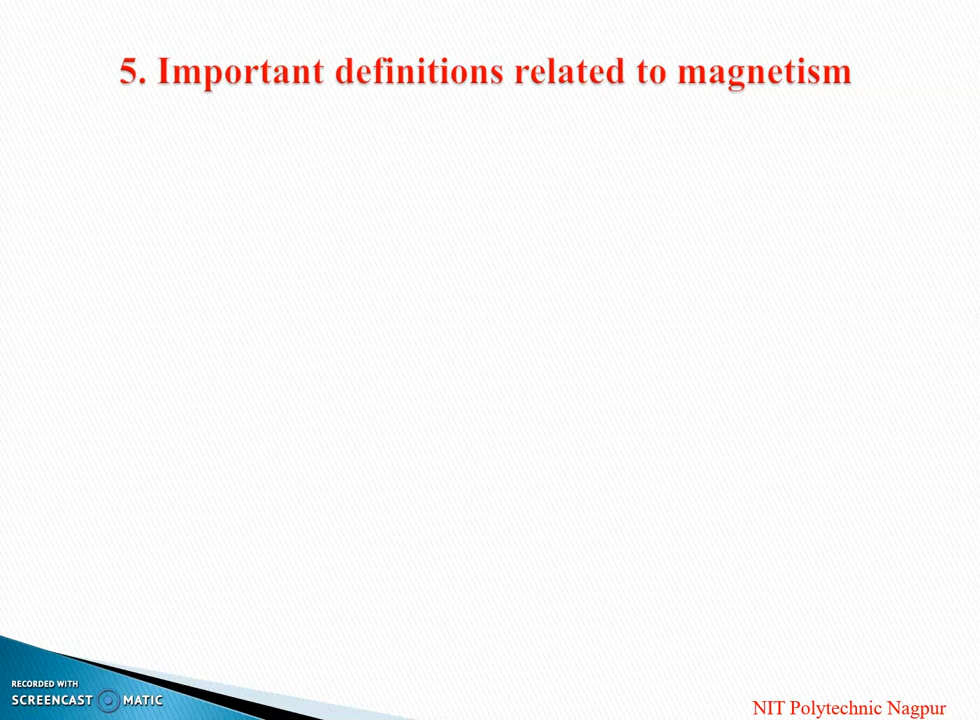 5. Important definitions related to magnetism
RECORDED WITH
SCREENCAST MATIC
NIT Polytechnic Nagpur